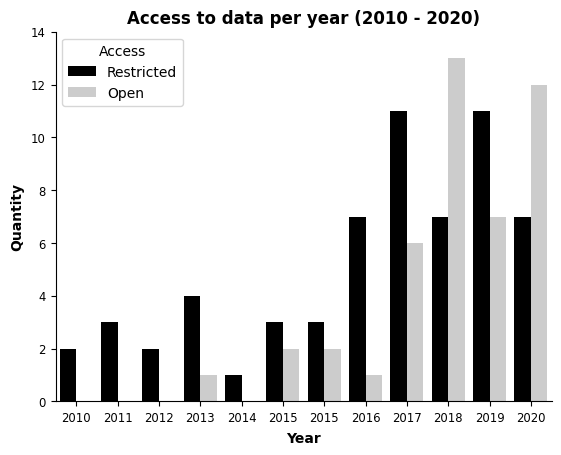 Access to data per year (2010 - 2020)
Access
Restricted
Open
14
12
10
8
6
4
2
0
Quantity
2010 2011 2012 2013 2014 2015 2015 2016 2017 2018 2019 2020
Year